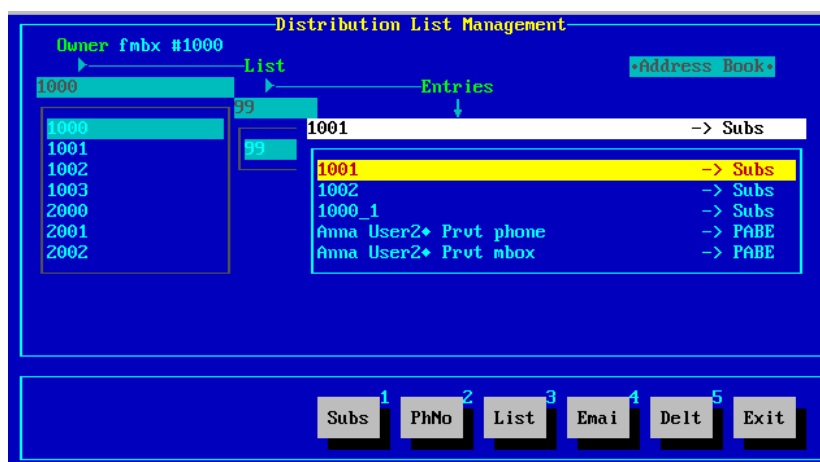 Distribution List Management
Owner fmbx #1000
List
•Address Book•
1000
Entries
99
1000
1001 -> Subs
1001
99
1002
1001 -> Subs
1003
1002 -> Subs
2000
1000_1 -> Subs
2001
Anna User2♦ Prvt phone -> PABE
2002
Anna User2♦ Prvt mbox -> PABE
1 2 3 4 5
Subs PhNo List Emai Delt Exit